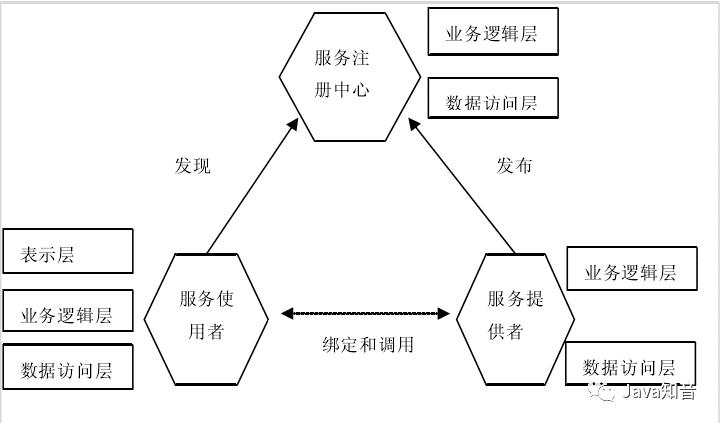 服务注
册中心
业务逻辑层
数据访问层
发现
发布
表示层
业务逻辑层
数据访问层
服务使
用者
绑定和调用
服务提
供者
业务逻辑层
数据访问层
Java知音